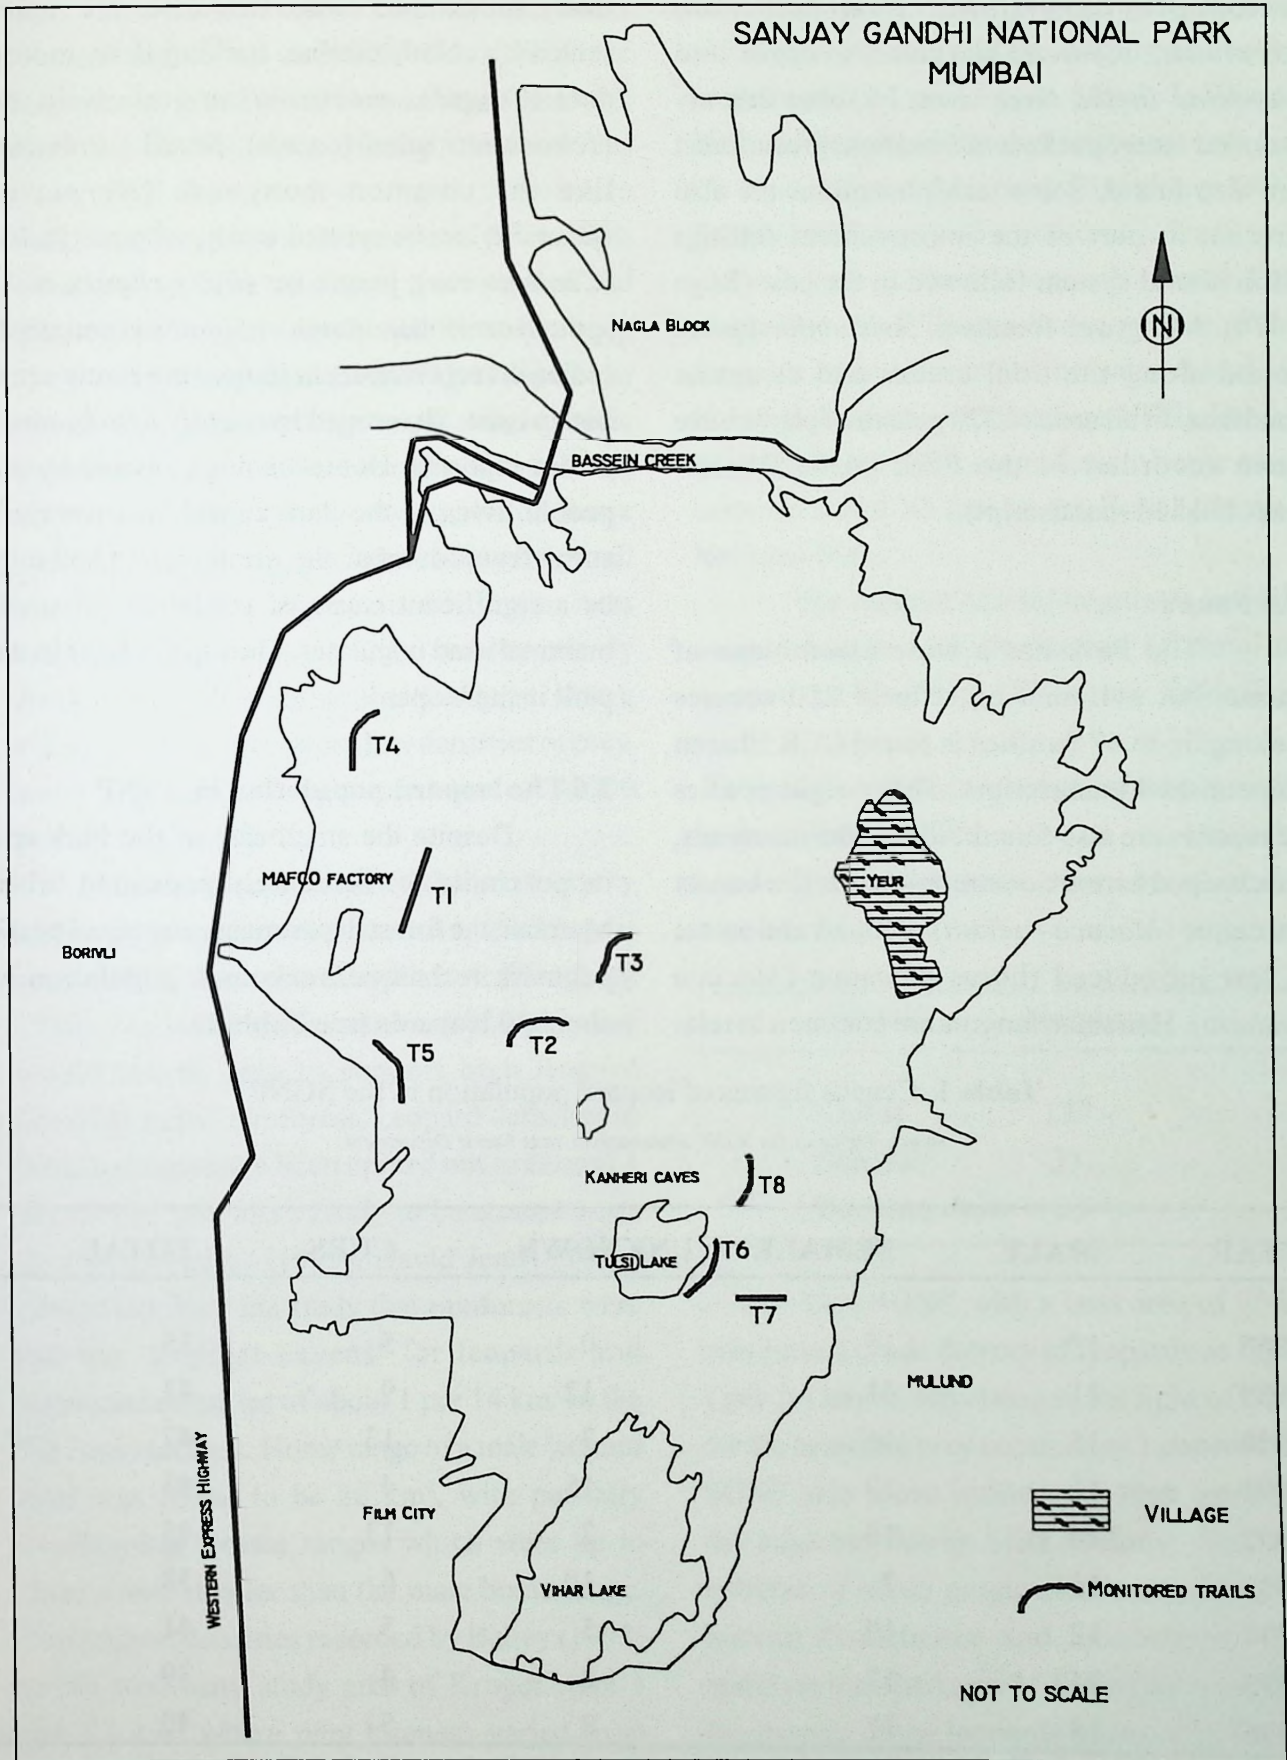 SANJAY GANDHI NATIONAL PARK
MUMBAI
N
NAGLA BLOCK
BASSEIN CREEK
T4
MAFCO FACTORY
T1
YEUR
BORIVLI
T3
T2
T5
KANHERI CAVES
T8
T6
TULSI LAKE
T7
MULUND
WESTERN EXPRESS HIGHWAY
FILM CITY
VILLAGE
VIHAR LAKE
MONITORED TRAILS
NOT TO SCALE